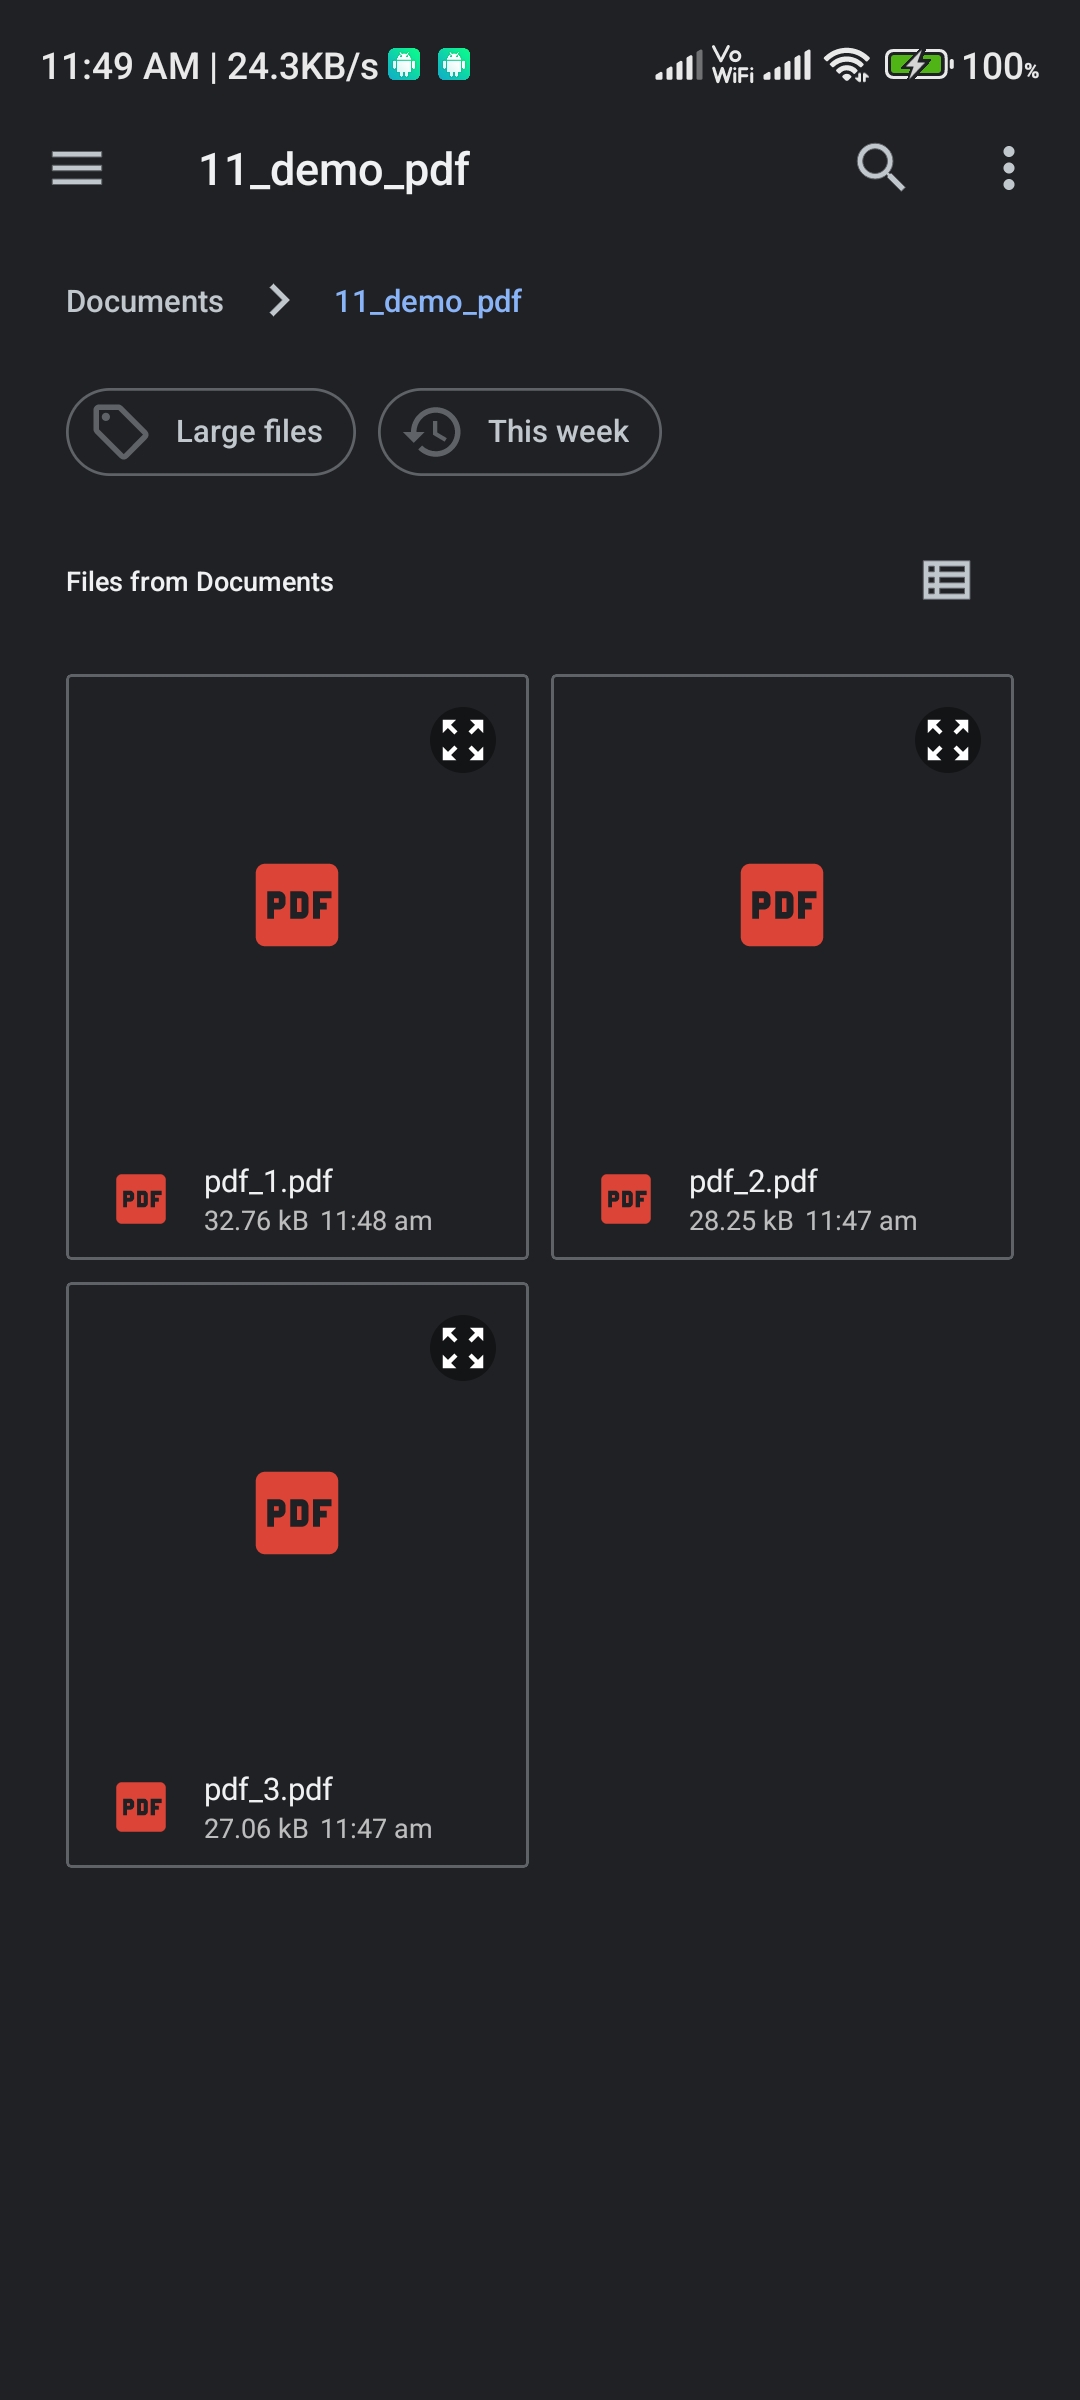 11:49 AM | 24.3KB/s Vo WiFi 100%
11_demo_pdf
Documents 11_demo_pdf
Large files This week
Files from Documents
PDF PDF
PDF pdf_1.pdf PDF pdf_2.pdf
32.76 kB 11:48 am 28.25 kB 11:47 am
PDF
PDF pdf_3.pdf
27.06 kB 11:47 am